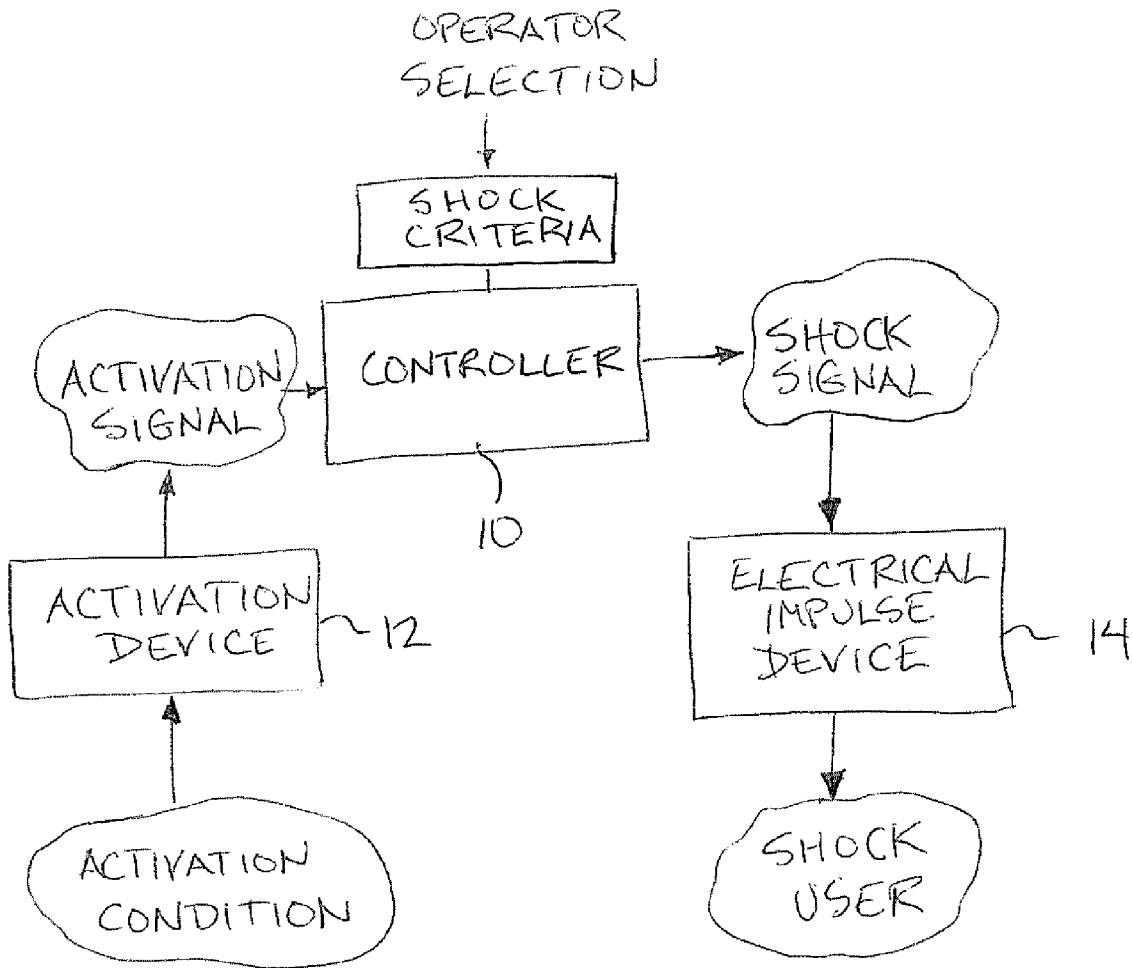 OPERATOR
SELECTION
SHOCK
CRITERIA
CONTROLLER
10
ACTIVATION
SIGNAL
SHOCK
SIGNAL
ACTIVATION
DEVICE
12
ELECTRICAL
IMPULSE
DEVICE
14
ACTIVATION
CONDITION
SHOCK
USER